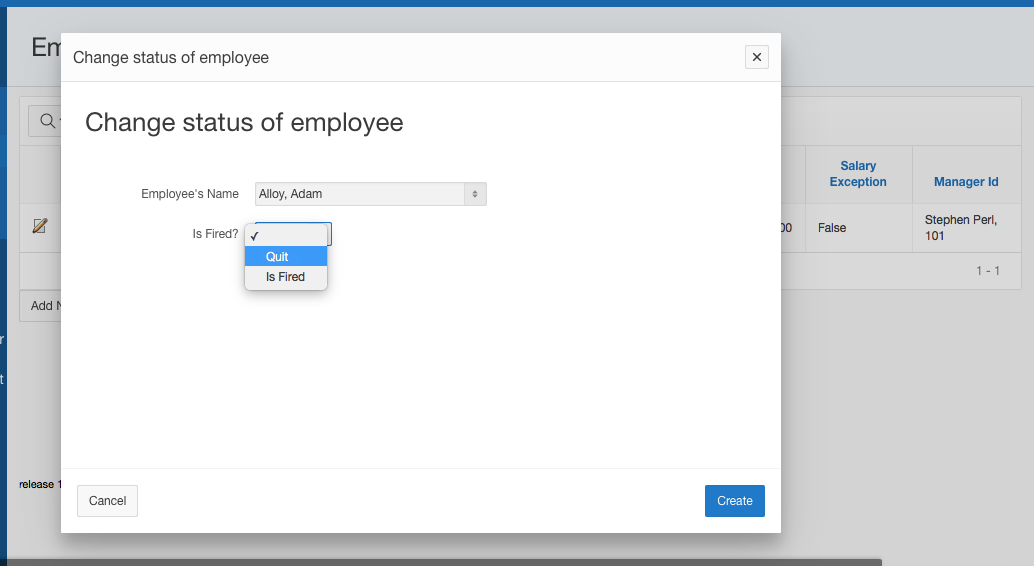 Em
Change status of employee
Change status of employee
Employee's Name
Alloy, Adam
Is Fired?
Quit
Is Fired
Salary
Exception
Manager Id
00
False
Stephen Perl,
101
1 - 1
Add
release 1
Cancel
Create